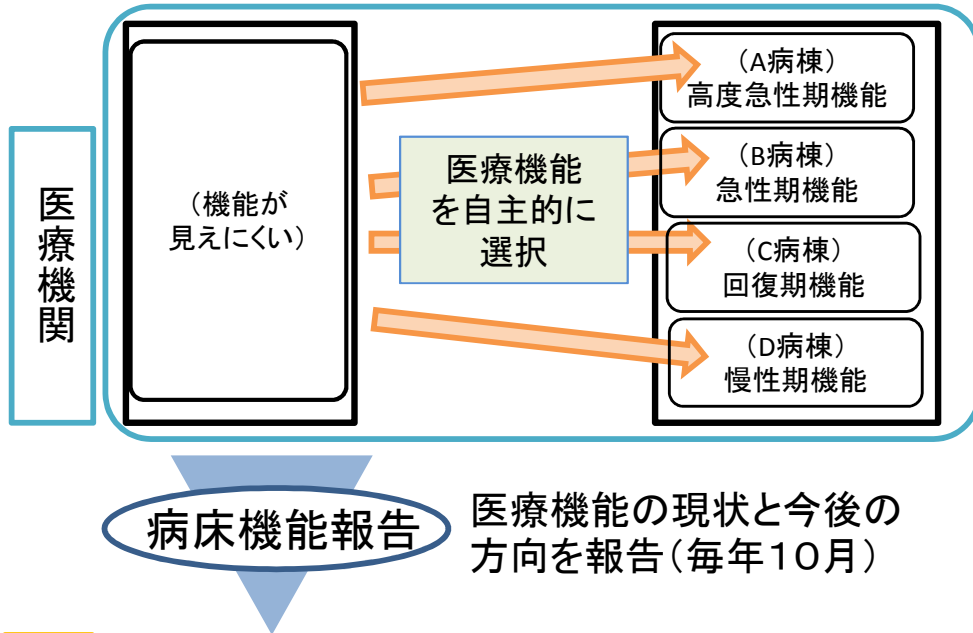 医療機関
（機能が
見えにくい）
医療機能
を自主的に
選択
（A病棟）
高度急性期機能
（B病棟）
急性期機能
（C病棟）
回復期機能
（D病棟）
慢性期機能
病床機能報告
医療機能の現状と今後の
方向を報告（毎年１０月）